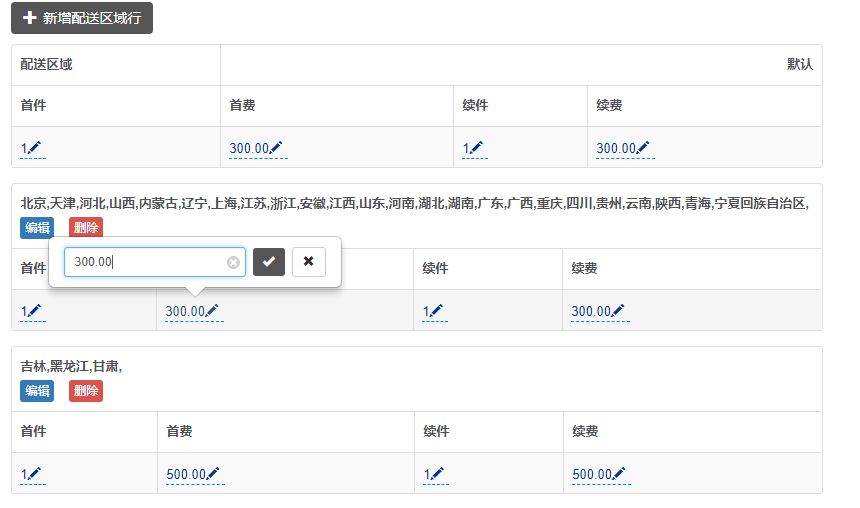 新增配送区域行
配送区域 默认
首件 首费 续件 续费
1 300.00 1 300.00
北京,天津,河北,山西,内蒙古,辽宁,上海,江苏,浙江,安徽,江西,山东,河南,湖北,湖南,广东,广西,重庆,四川,贵州,云南,陕西,青海,宁夏回族自治区,
编辑 删除
300.00
首件 续件 续费
1 300.00 1 300.00
吉林,黑龙江,甘肃,
编辑 删除
首件 首费 续件 续费
1 500.00 1 500.00